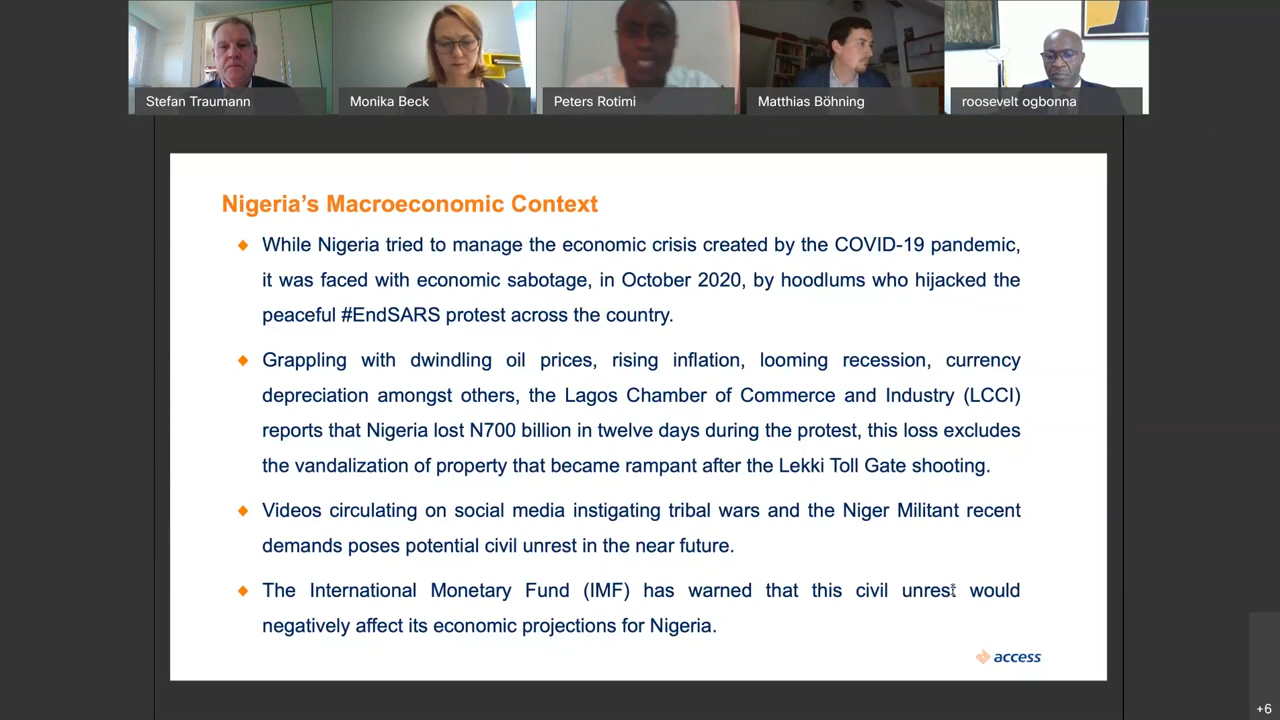 Stefan Traumann
Monika Beck
Peters Rotimi
Matthias Böhning
roosevelt ogbonna
Nigeria’s Macroeconomic Context
While Nigeria tried to manage the economic crisis created by the COVID-19 pandemic,
it was faced with economic sabotage, in October 2020, by hoodlums who hijacked the
peaceful #EndSARS protest across the country.
Grappling with dwindling oil prices, rising inflation, looming recession, currency
depreciation amongst others, the Lagos Chamber of Commerce and Industry (LCCI)
reports that Nigeria lost N700 billion in twelve days during the protest, this loss excludes
the vandalization of property that became rampant after the Lekki Toll Gate shooting.
Videos circulating on social media instigating tribal wars and the Niger Militant recent
demands poses potential civil unrest in the near future.
The International Monetary Fund (IMF) has warned that this civil unrest would
negatively affect its economic projections for Nigeria.
access
+6